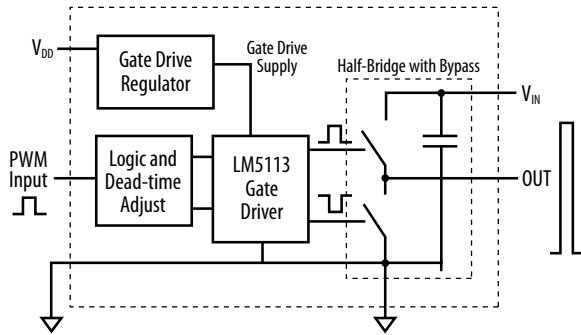 V_DD
Gate Drive
Regulator
Gate Drive
Supply
Half-Bridge with Bypass
V_IN
PWM
Input
Logic and
Dead-time
Adjust
LM5113
Gate
Driver
OUT